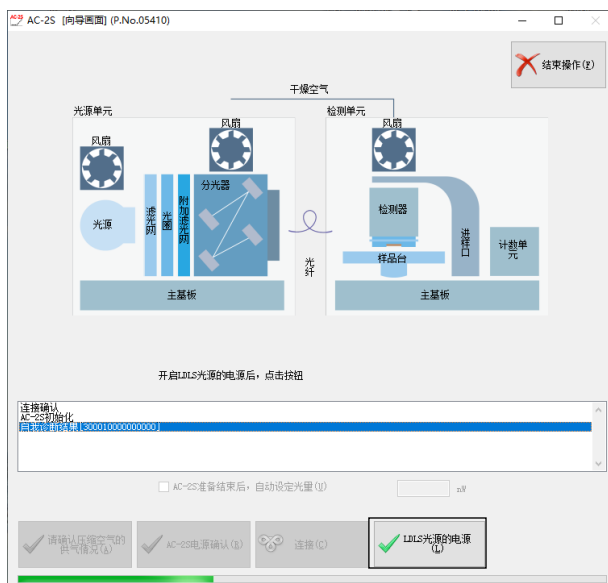 AC-2S [向导画面] (P.No.05410)
结束操作(E)
干燥空气
光源单元
检测单元
风扇
风扇
风扇
分光器
光源
滤光网
光圈
附加滤光网
检测器
进样口
计数单元
样品台
光纤
主基板
主基板
开启LDLS光源的电源后，点击按钮
连接确认
AC-2S初始化
自我诊断结果[300010000000000]
AC-2S准备结束后，自动设定光量(U)
nW
请确认压缩空气的
供气情况(A)
AC-2S电源确认(B)
连接(C)
LDLS光源的电源
(L)